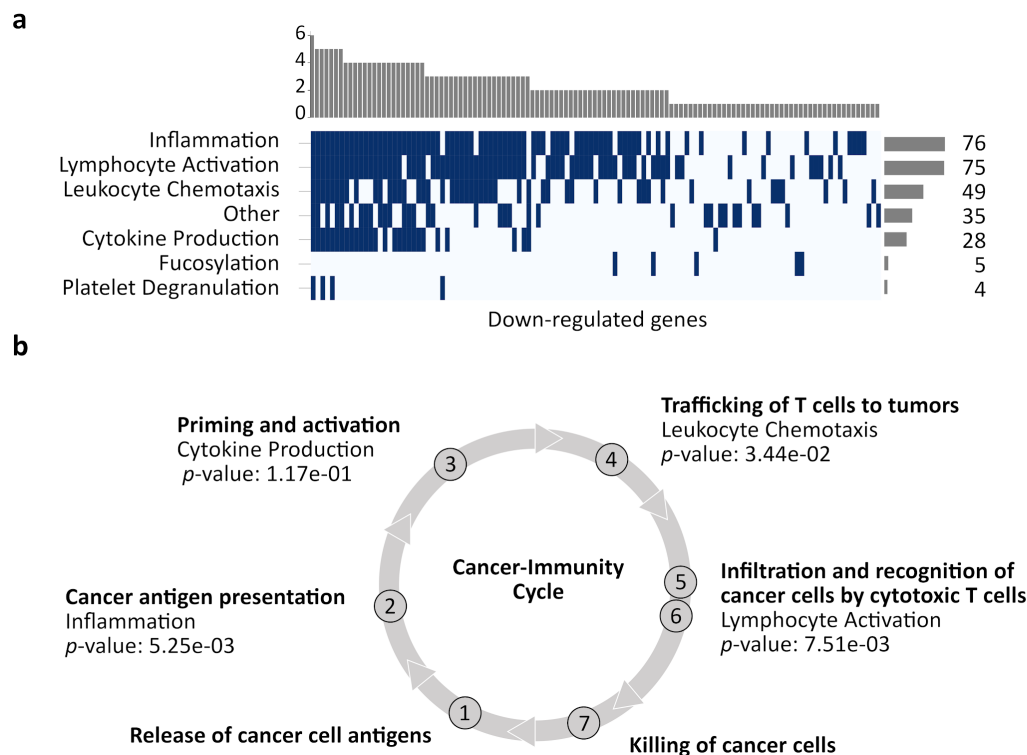 a
6
4
2
0
Inflammation 76
Lymphocyte Activation 75
Leukocyte Chemotaxis 49
Other 35
Cytokine Production 28
Fucosylation 5
Platelet Degranulation 4
Down-regulated genes
b
Priming and activation
Cytokine Production
p-value: 1.17e-01
Trafficking of T cells to tumors
Leukocyte Chemotaxis
p-value: 3.44e-02
3
4
Cancer-Immunity
Cycle
Cancer antigen presentation
Inflammation
p-value: 5.25e-03
2
5
6
Infiltration and recognition of
cancer cells by cytotoxic T cells
Lymphocyte Activation
p-value: 7.51e-03
1
7
Release of cancer cell antigens
Killing of cancer cells